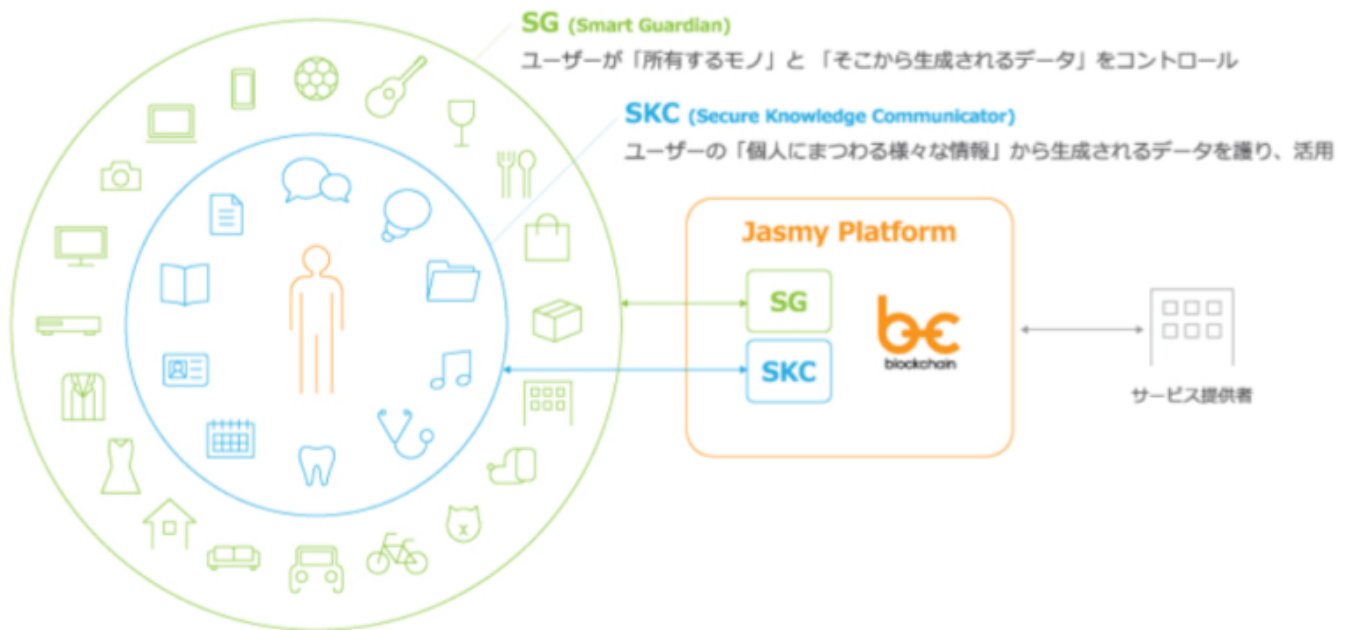 SG (Smart Guardian)
ユーザーが「所有するモノ」と 「そこから生成されるデータ」をコントロール
SKC (Secure Knowledge Communicator)
ユーザーの「個人にまつわる様々な情報」から生成されるデータを護り、活用
Jasmy Platform
SG
bc
blockchain
SKC
サービス提供者